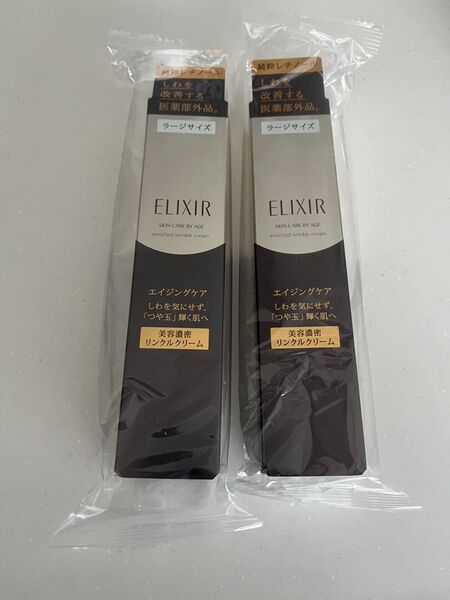 純粋レチノール
しわを
改善する
医薬部外品。
ラージサイズ
ELIXIR
SKIN CARE BY AGE
enriched wrinkle cream
エイジングケア
しわを気にせず、
「つや玉」輝く肌へ
美容濃密
リンクルクリーム
純粋レチノール
しわを
改善する
医薬部外品。
ラージサイズ
ELIXIR
SKIN CARE BY AGE
enriched wrinkle cream
エイジングケア
しわを気にせず、
「つや玉」輝く肌へ
美容濃密
リンクルクリーム